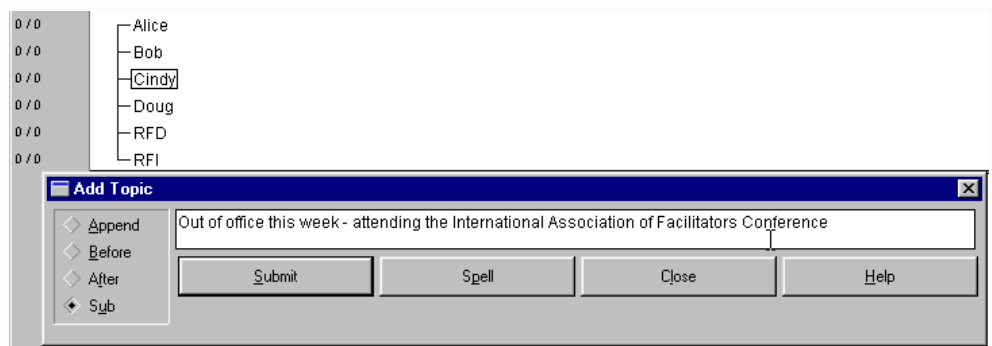 0 / 0 Alice
0 / 0 Bob
0 / 0 Cindy
0 / 0 Doug
0 / 0 RFD
0 / 0 RFI
Add Topic
Append
Before
After
Sub
Out of office this week - attending the International Association of Facilitators Conference
Submit Spell Close Help